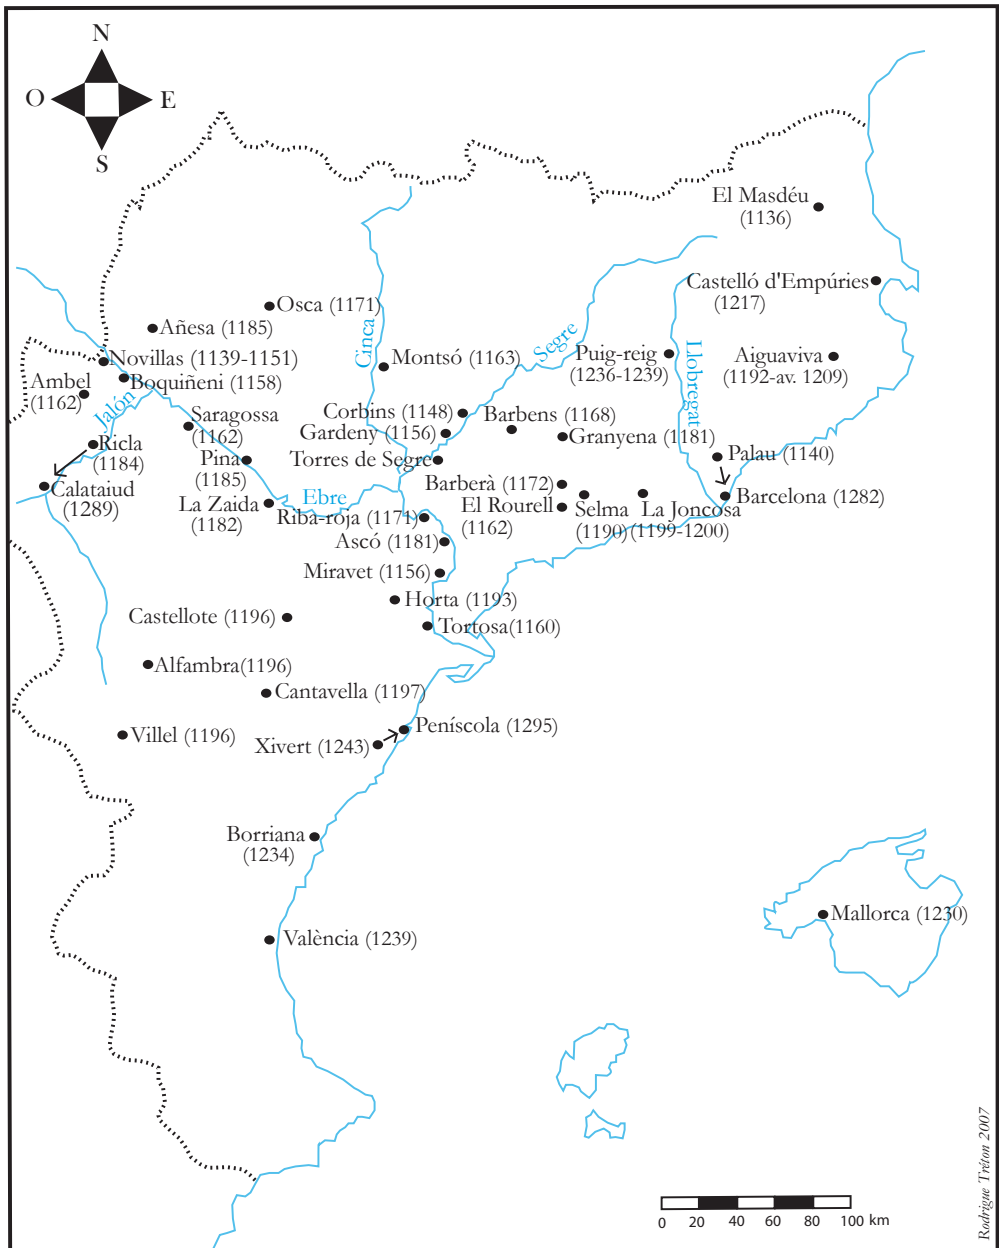 N
O
E
S
El Masdéu
(1136)
Castelló d'Empúries
(1217)
Osca (1171)
Añesa (1185)
Cinca
Segre
Llobregat
Novillas (1139-1151)
Montsó (1163)
Puig-reig
(1236-1239)
Aiguaviva
(1192-av. 1209)
Boquiñeni (1158)
Ambel
(1162)
Jalón
Saragossa
(1162)
Corbins (1148)
Barbens (1168)
Gardeny (1156)
Granyena (1181)
Ricla
(1184)
Pina
(1185)
Torres de Segre
Palau (1140)
Calataiud
(1289)
Barberà (1172)
Barcelona (1282)
La Zaida
(1182)
Ebre
El Rourell
(1162)
Selma
(1190)
La Joncosa
(1199-1200)
Riba-roja (1171)
Ascó (1181)
Miravet (1156)
Horta (1193)
Castellote (1196)
Tortosa(1160)
Alfambra(1196)
Cantavella (1197)
Villel (1196)
Peníscola (1295)
Xivert (1243)
Borriana
(1234)
Mallorca (1230)
València (1239)
0 20 40 60 80 100 km
Rodrigue Tréton 2007